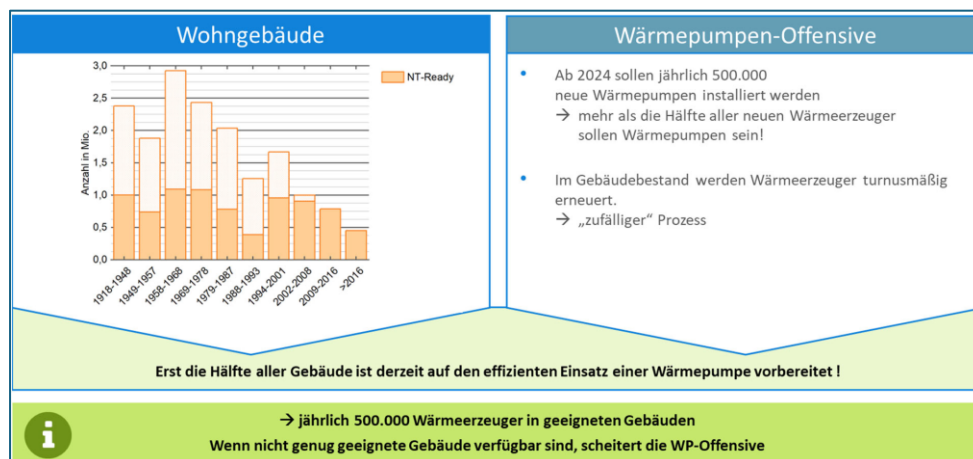 Wohngebäude
3,0
2,5
2,0
1,5
1,0
0,5
0,0
Anzahl in Mio.
NT-Ready
1918-1948
1949-1957
1958-1968
1969-1978
1979-1987
1988-1993
1994-2001
2002-2008
2009-2016
>2016
Wärmepumpen-Offensive
• Ab 2024 sollen jährlich 500.000
neue Wärmepumpen installiert werden
→ mehr als die Hälfte aller neuen Wärmeerzeuger
sollen Wärmepumpen sein!
• Im Gebäudebestand werden Wärmeerzeuger turnusmäßig
erneuert.
→ „zufälliger“ Prozess
Erst die Hälfte aller Gebäude ist derzeit auf den effizienten Einsatz einer Wärmepumpe vorbereitet !
i
→ jährlich 500.000 Wärmeerzeuger in geeigneten Gebäuden
Wenn nicht genug geeignete Gebäude verfügbar sind, scheitert die WP-Offensive